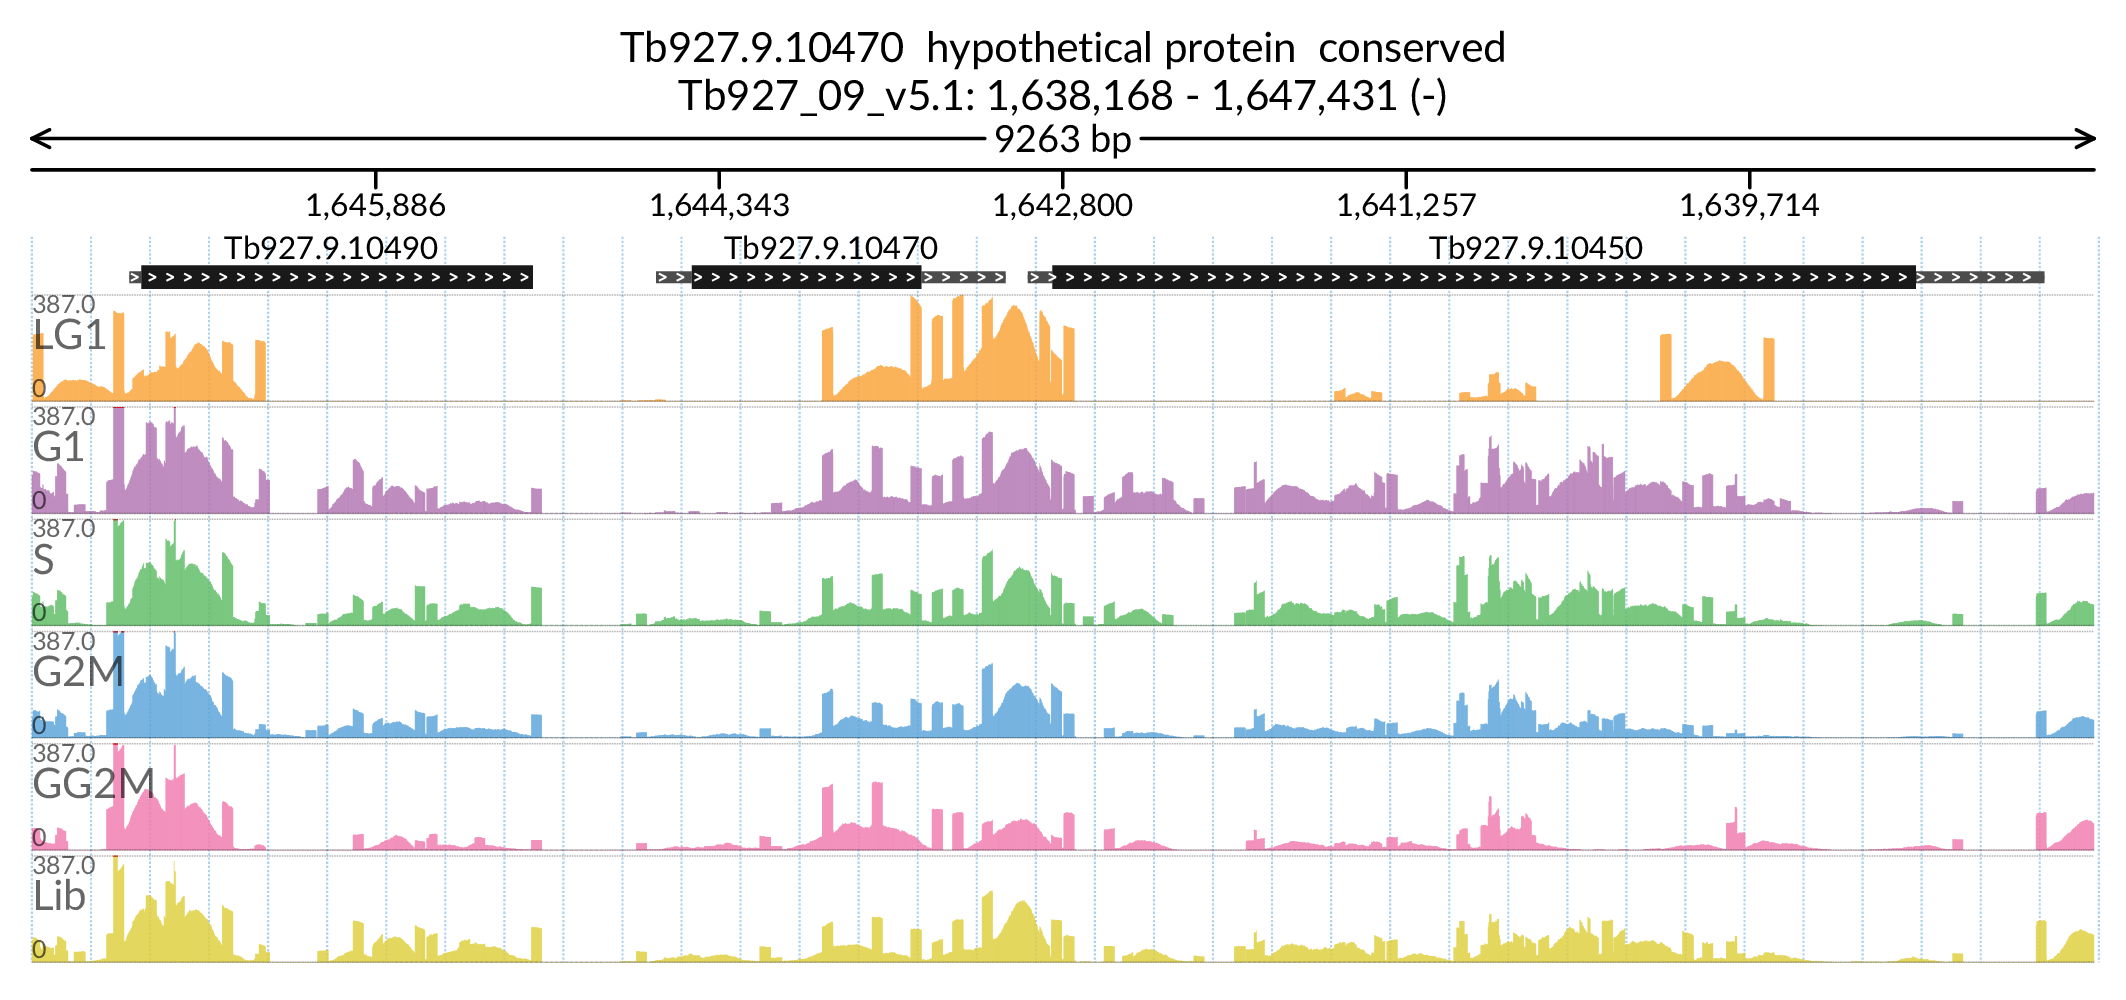 Tb927.9.10470  hypothetical protein  conserved
Tb927_09_v5.1: 1,638,168 - 1,647,431 (-)
9263 bp
1,645,886 1,644,343 1,642,800 1,641,257 1,639,714
Tb927.9.10490 Tb927.9.10470 Tb927.9.10450
387.0
LG1
0
387.0
G1
0
387.0
S
0
387.0
G2M
0
387.0
GG2M
0
387.0
Lib
0